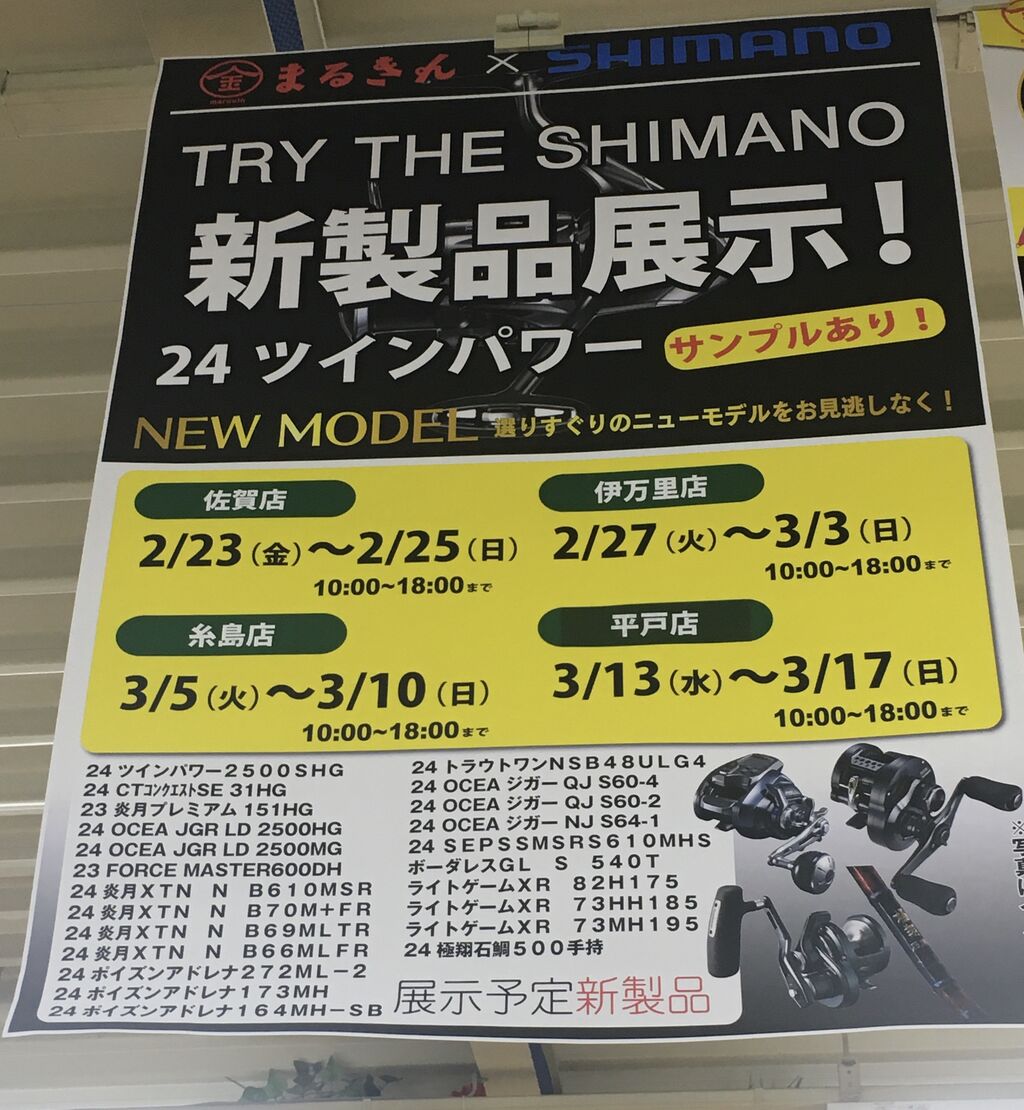 金 まるきん × SHIMANO
marukin
TRY THE SHIMANO
新製品展示！
24 ツインパワー サンプルあり！
NEW MODEL 選りすぐりのニューモデルをお見逃しなく！
佐賀店
2/23（金）～2/25（日）
10:00~18:00まで
伊万里店
2/27（火）～3/3（日）
10:00~18:00まで
糸島店
3/5（火）～3/10（日）
10:00~18:00まで
平戸店
3/13（水）～3/17（日）
10:00~18:00まで
24 ツインパワー2500SHG
24 CTｺﾝｸｴｽﾄSE 31HG
23 炎月プレミアム 151HG
24 OCEA JGR LD 2500HG
24 OCEA JGR LD 2500MG
23 FORCE MASTER600DH
24 炎月XTN N B610MSR
24 炎月XTN N B70M+FR
24 炎月XTN N B69MLTR
24 炎月XTN N B66MLFR
24 ポイズンアドレナ272ML−2
24 ポイズンアドレナ173MH
24 ポイズンアドレナ164MH−SB
24 トラウトワンNSB48ULG4
24 OCEA ジガー QJ S60-4
24 OCEA ジガー QJ S60-2
24 OCEA ジガー NJ S64-1
24 SEPSSMSRS610MHS
ボーダレスGL S 540T
ライトゲームXR 82H175
ライトゲームXR 73HH185
ライトゲームXR 73MH195
24 極翔石鯛500手持
展示予定新製品
※写真は